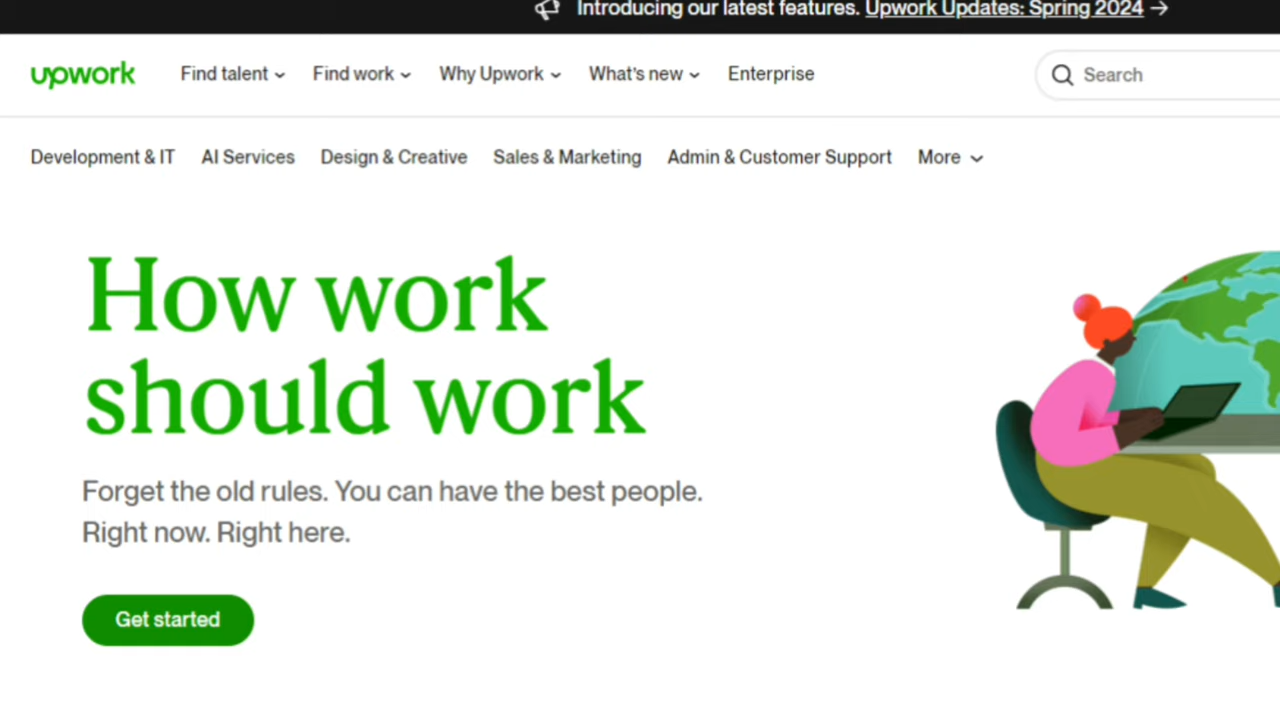 Introducing our latest features. Upwork Updates: Spring 2024 →
upwork Find talent Find work Why Upwork What's new Enterprise Search
Development & IT AI Services Design & Creative Sales & Marketing Admin & Customer Support More
How work
should work
Forget the old rules. You can have the best people.
Right now. Right here.
Get started